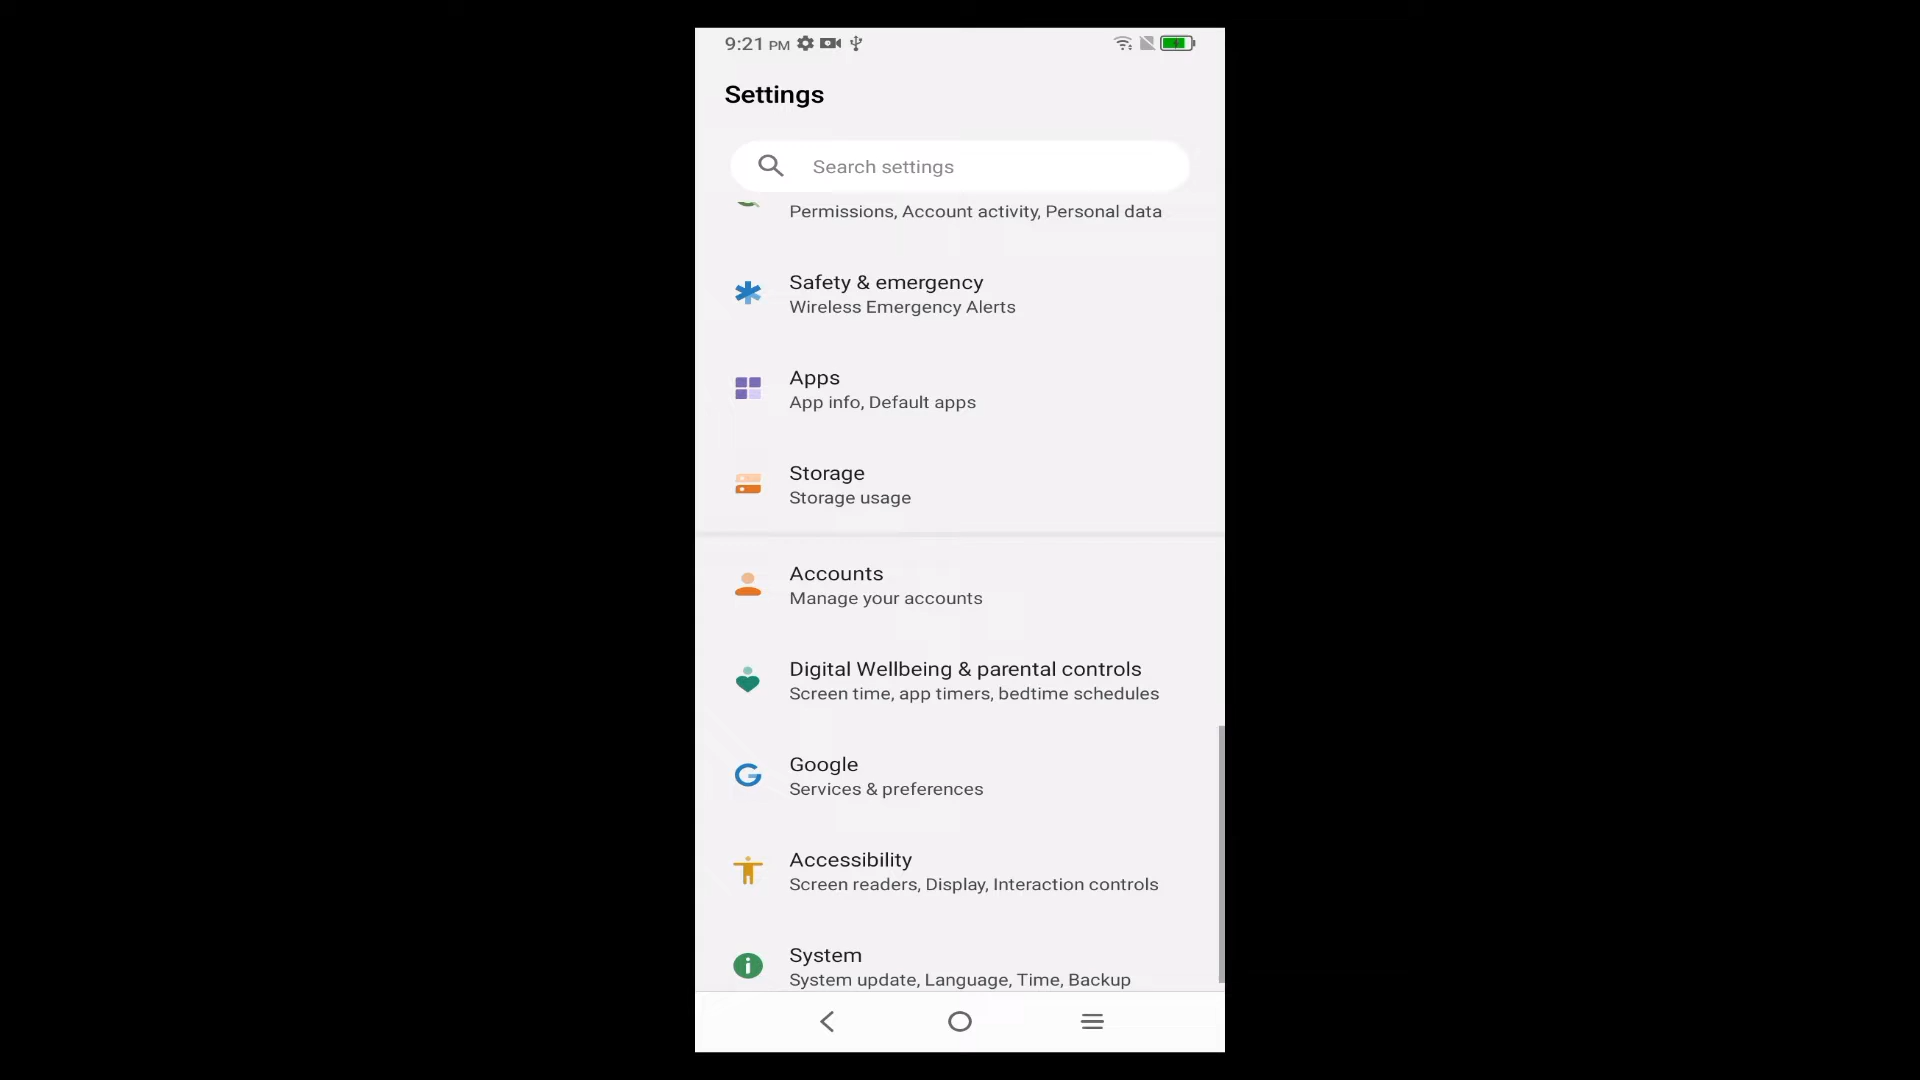 9:21 PM
Settings
Search settings
Permissions, Account activity, Personal data
Safety & emergency
Wireless Emergency Alerts
Apps
App info, Default apps
Storage
Storage usage
Accounts
Manage your accounts
Digital Wellbeing & parental controls
Screen time, app timers, bedtime schedules
Google
Services & preferences
Accessibility
Screen readers, Display, Interaction controls
System
System update, Language, Time, Backup